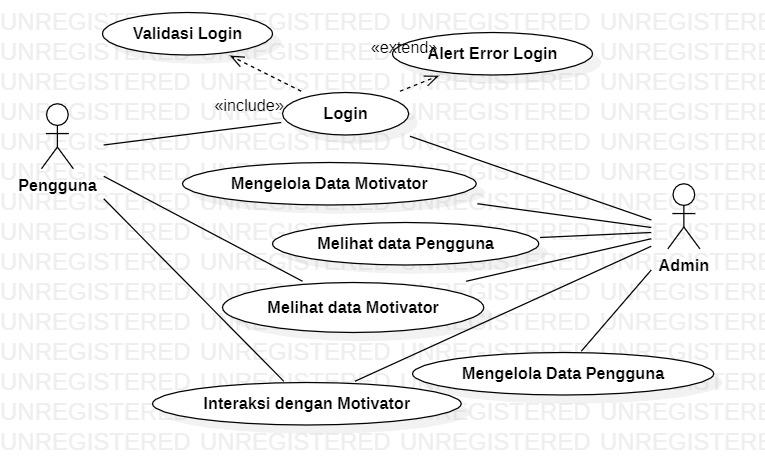 Validasi Login
«extend»
Alert Error Login
«include»
Login
Pengguna
Mengelola Data Motivator
Melihat data Pengguna
Admin
Melihat data Motivator
Mengelola Data Pengguna
Interaksi dengan Motivator
UNREGISTERED UNREGISTERED UNREGISTERED UNREGISTERED